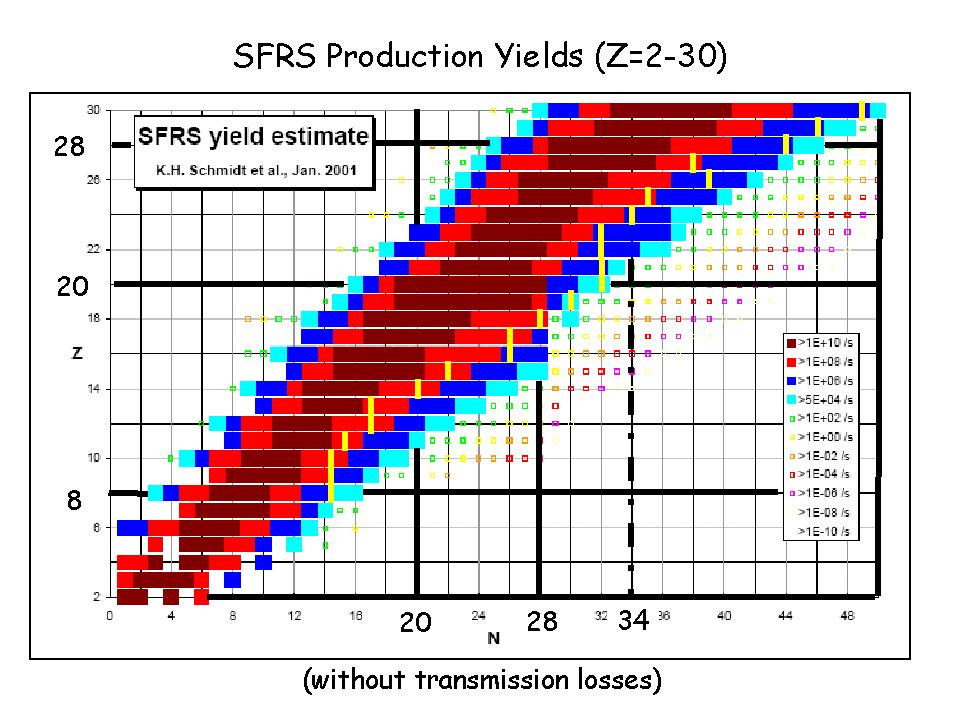 SFRS Production Yields (Z=2-30)
SFRS yield estimate
K.H. Schmidt et al., Jan. 2001
30
28
26
22
20
18
Z
14
10
8
6
2
>1E+10 /s
>1E+08 /s
>1E+06 /s
>5E+04 /s
>1E+02 /s
>1E+00 /s
>1E-02 /s
>1E-04 /s
>1E-06 /s
>1E-08 /s
>1E-10 /s
0 4 8 12 16 20 24 28 32 34 36 40 44 48
N
(without transmission losses)